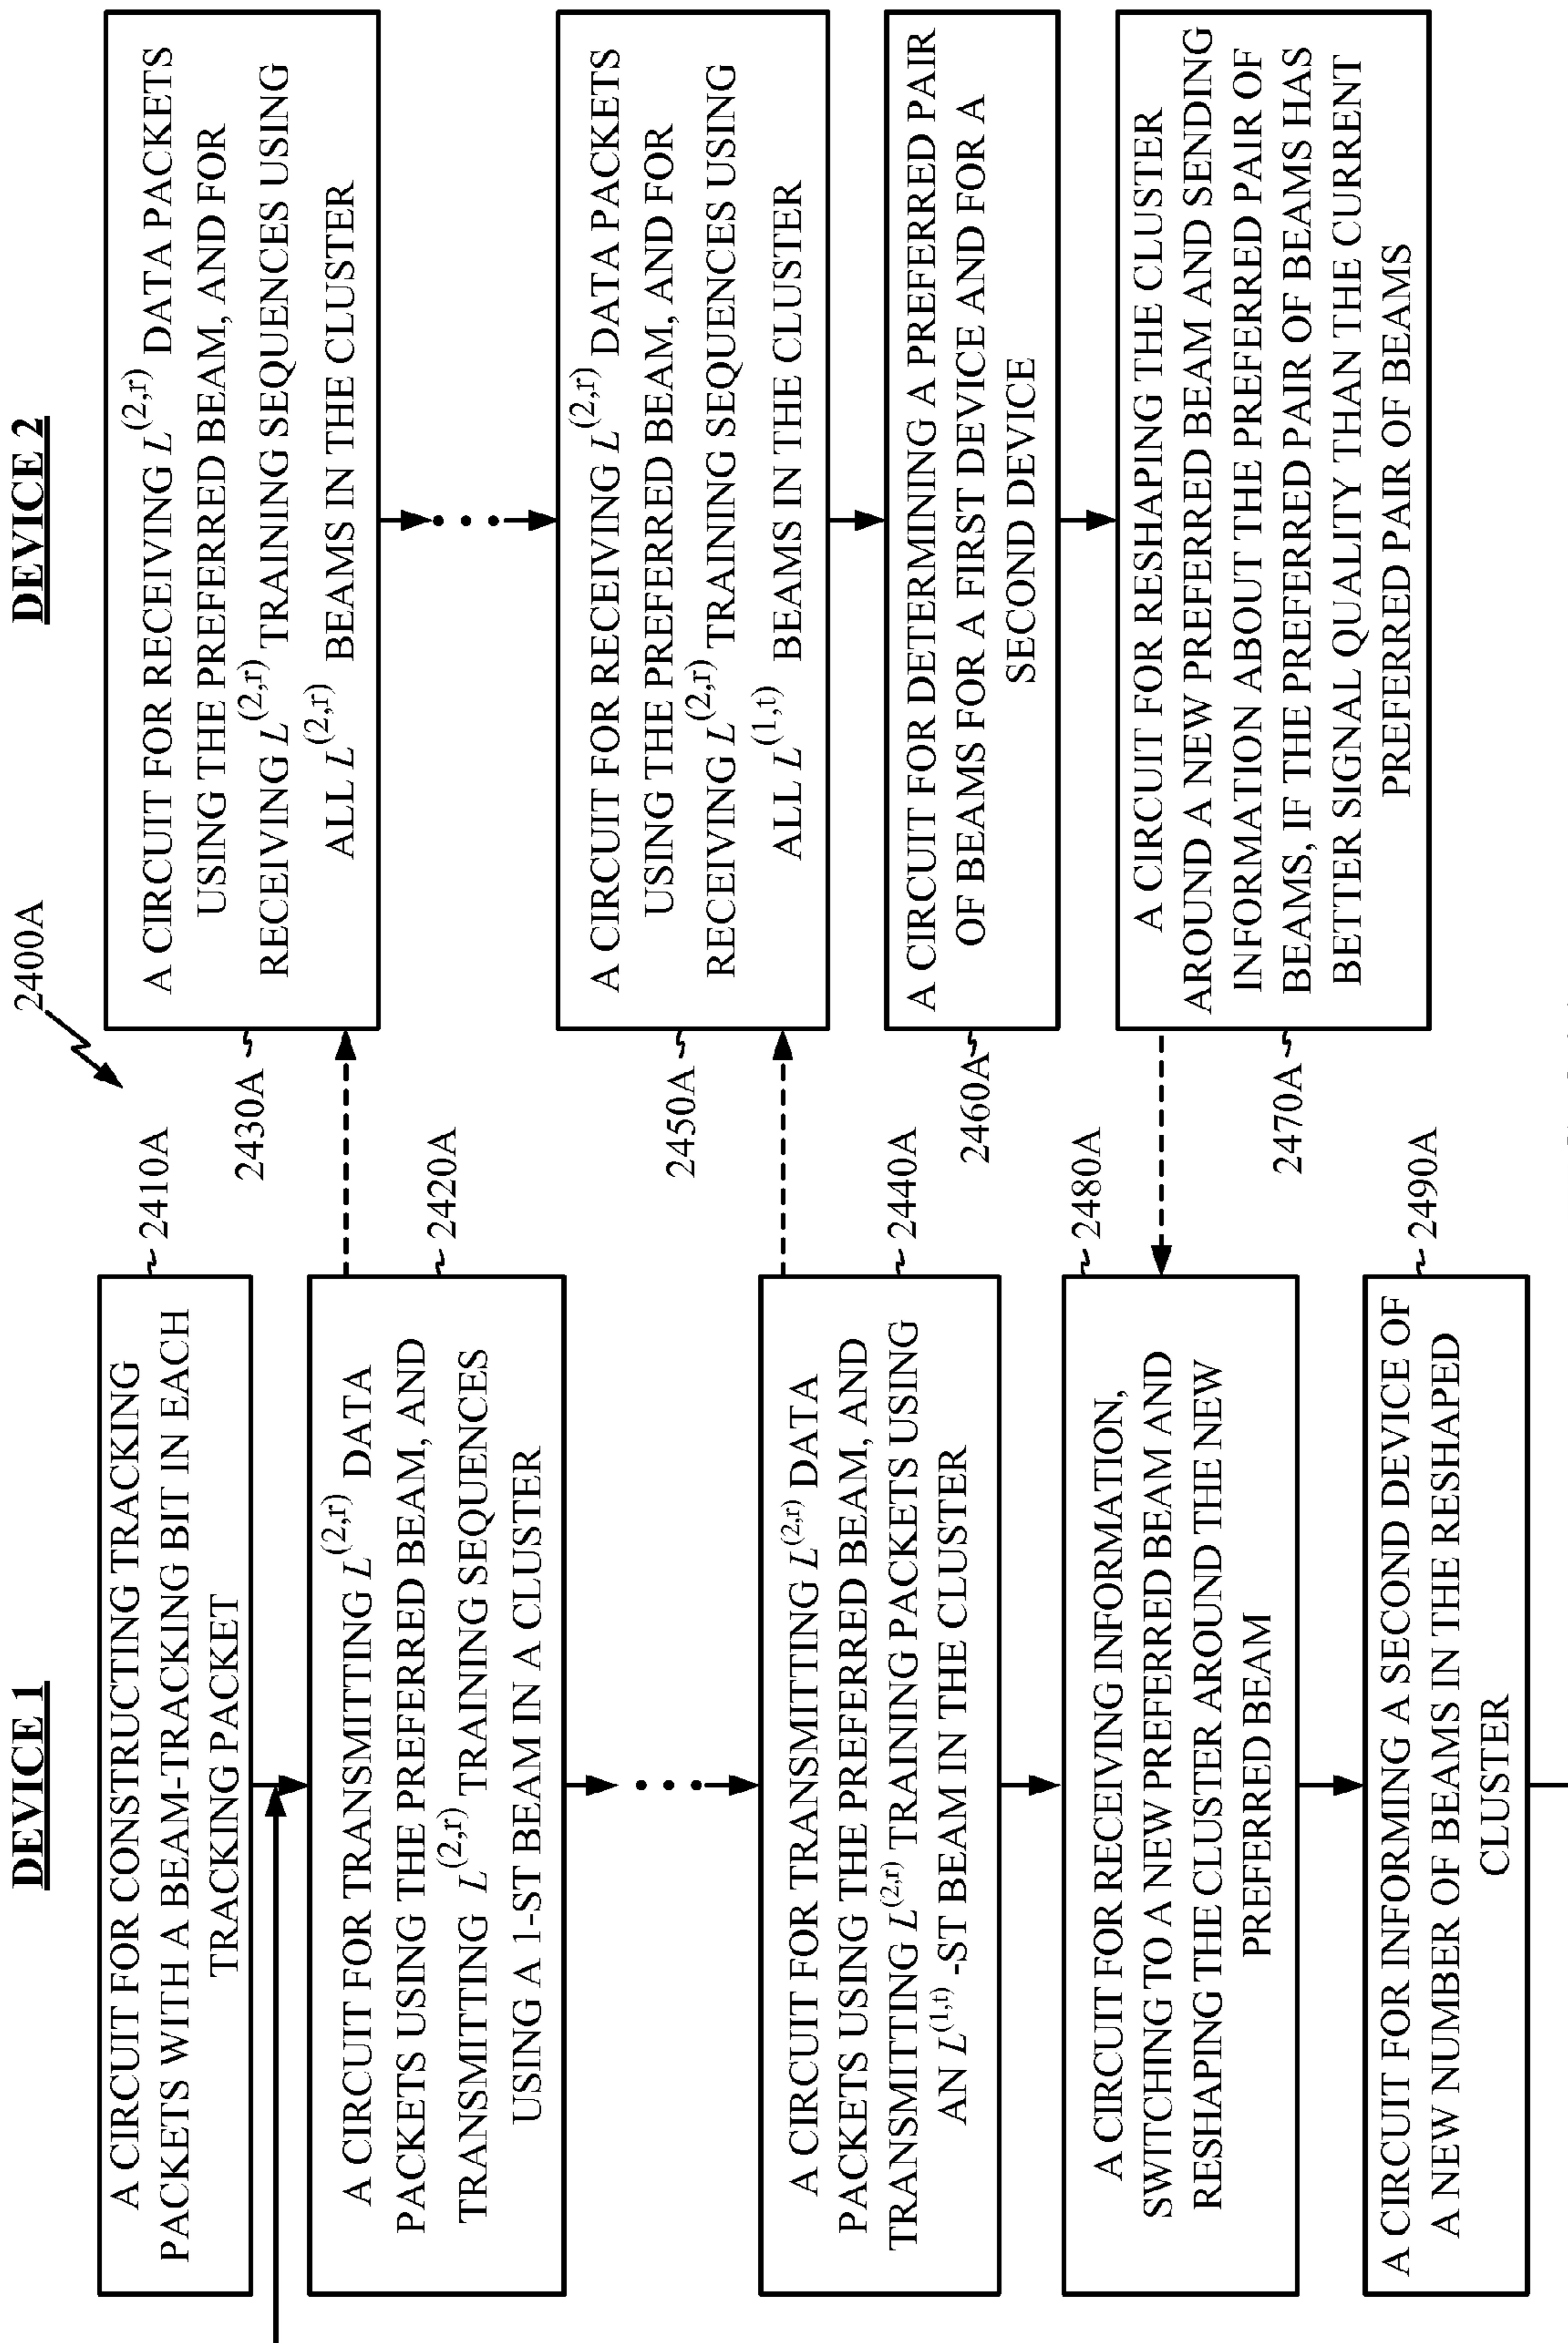 2400A
DEVICE 1
A CIRCUIT FOR CONSTRUCTING TRACKING
PACKETS WITH A BEAM-TRACKING BIT IN EACH
TRACKING PACKET
2410A
A CIRCUIT FOR TRANSMITTING L^(2,r) DATA
PACKETS USING THE PREFERRED BEAM, AND
TRANSMITTING L^(2,r) TRAINING SEQUENCES
USING A 1-ST BEAM IN A CLUSTER
2420A
A CIRCUIT FOR TRANSMITTING L^(2,r) DATA
PACKETS USING THE PREFERRED BEAM, AND
TRANSMITTING L^(2,r) TRAINING PACKETS USING
AN L^(1,t) -ST BEAM IN THE CLUSTER
2440A
A CIRCUIT FOR RECEIVING INFORMATION,
SWITCHING TO A NEW PREFERRED BEAM AND
RESHAPING THE CLUSTER AROUND THE NEW
PREFERRED BEAM
2480A
A CIRCUIT FOR INFORMING A SECOND DEVICE OF
A NEW NUMBER OF BEAMS IN THE RESHAPED
CLUSTER
2490A
DEVICE 2
A CIRCUIT FOR RECEIVING L^(2,r) DATA PACKETS
USING THE PREFERRED BEAM, AND FOR
RECEIVING L^(2,r) TRAINING SEQUENCES USING
ALL L^(2,r) BEAMS IN THE CLUSTER
2430A
A CIRCUIT FOR RECEIVING L^(2,r) DATA PACKETS
USING THE PREFERRED BEAM, AND FOR
RECEIVING L^(2,r) TRAINING SEQUENCES USING
ALL L^(1,t) BEAMS IN THE CLUSTER
2450A
A CIRCUIT FOR DETERMINING A PREFERRED PAIR
OF BEAMS FOR A FIRST DEVICE AND FOR A
SECOND DEVICE
2460A
A CIRCUIT FOR RESHAPING THE CLUSTER
AROUND A NEW PREFERRED BEAM AND SENDING
INFORMATION ABOUT THE PREFERRED PAIR OF
BEAMS, IF THE PREFERRED PAIR OF BEAMS HAS
BETTER SIGNAL QUALITY THAN THE CURRENT
PREFERRED PAIR OF BEAMS
2470A